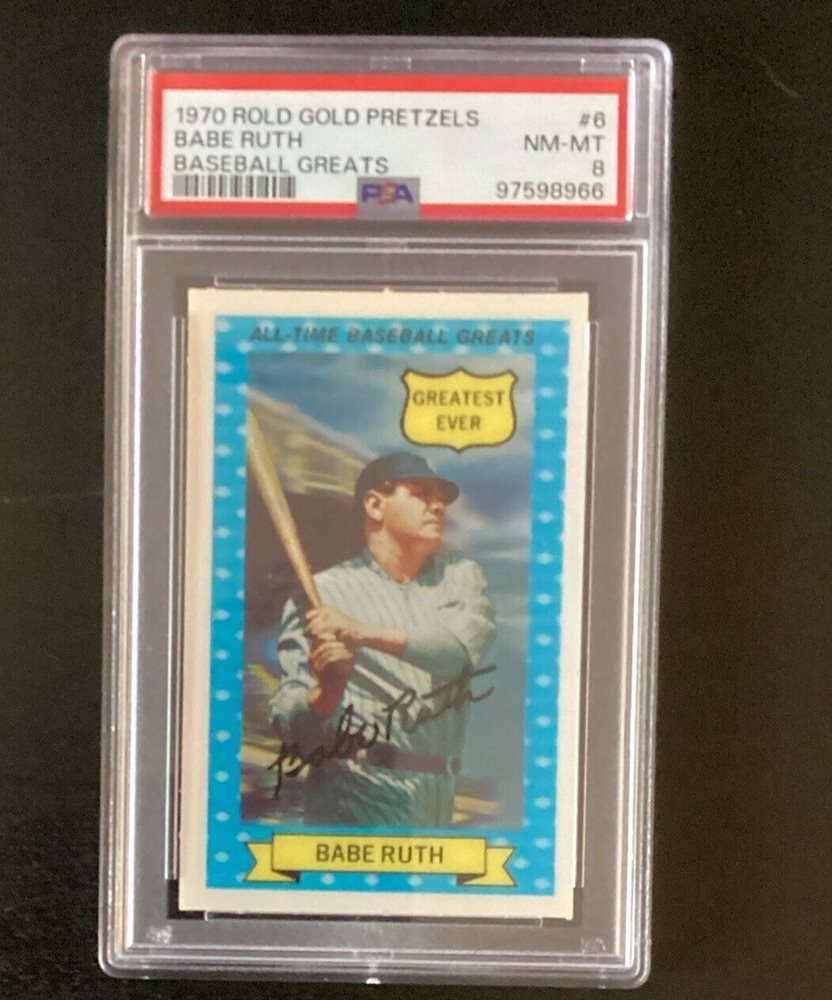 1970 ROLD GOLD PRETZELS #6
BABE RUTH NM-MT
BASEBALL GREATS 8
PSA 97598966
ALL-TIME BASEBALL GREATS
GREATEST
EVER
Babe Ruth
BABE RUTH